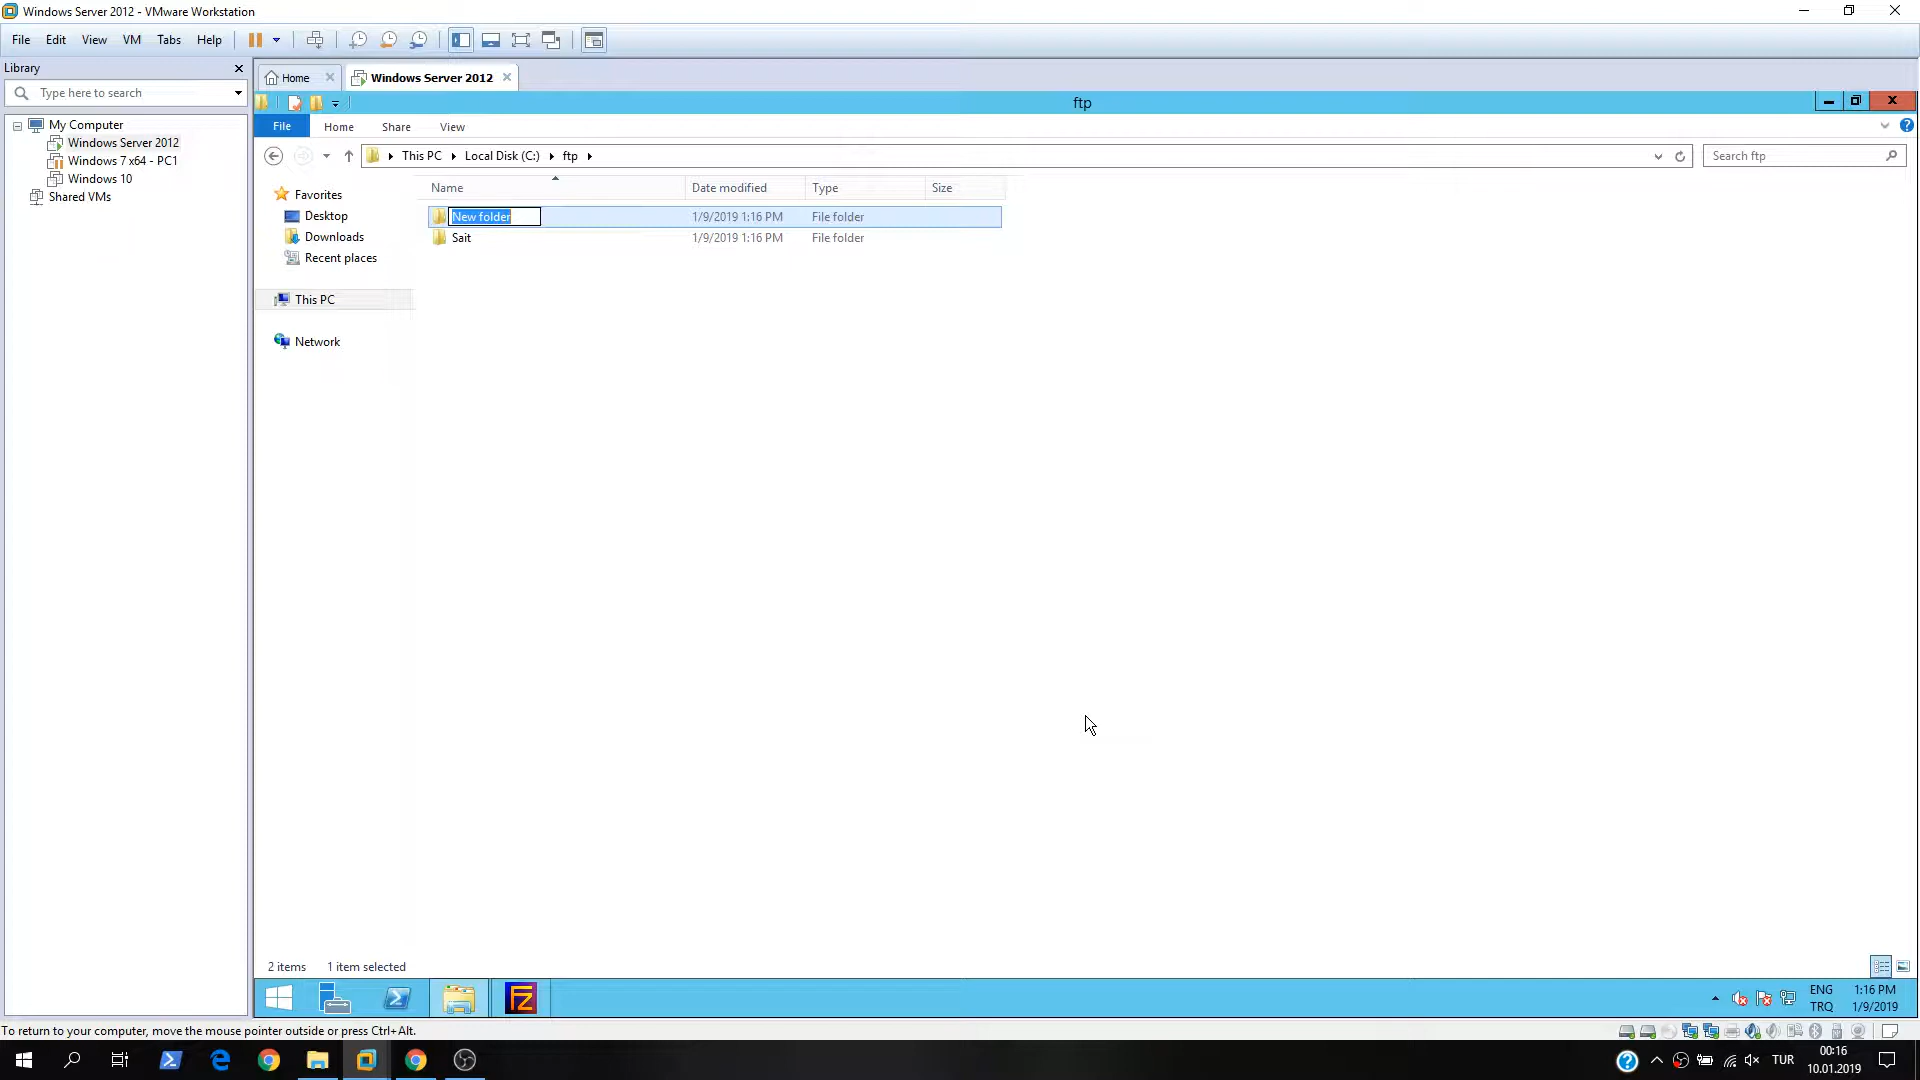 Windows Server 2012 - VMware Workstation
File Edit View VM Tabs Help
Library
Type here to search
My Computer
Windows Server 2012
Windows 7 x64 - PC1
Windows 10
Shared VMs
Home
Windows Server 2012
ftp
File Home Share View
This PC Local Disk (C:) ftp
Search ftp
Favorites
Desktop
Downloads
Recent places
This PC
Network
Name Date modified Type Size
New folder 1/9/2019 1:16 PM File folder
Sait 1/9/2019 1:16 PM File folder
2 items 1 item selected
ENG 1:16 PM
TRQ 1/9/2019
To return to your computer, move the mouse pointer outside or press Ctrl+Alt.
TUR
00:16
10.01.2019